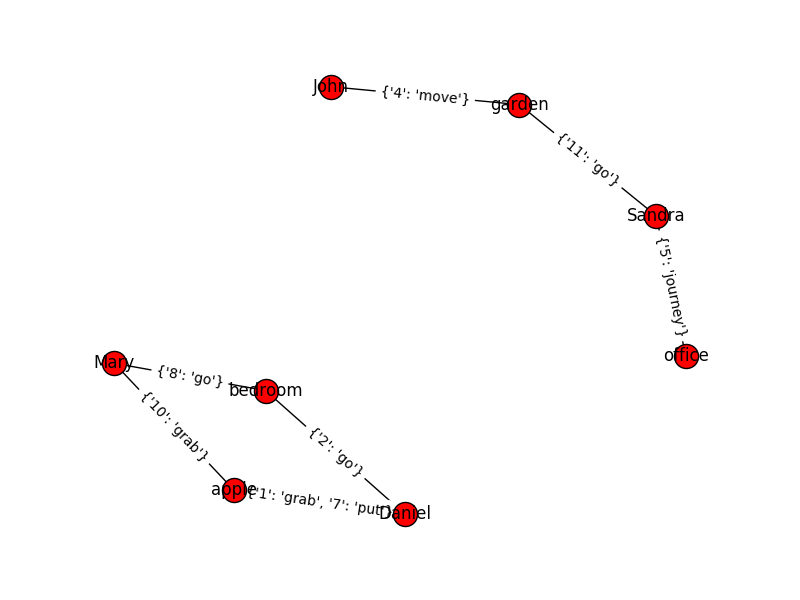 John
{'4': 'move'}
garden
{'11': 'go'}
Sandra
{'5': 'journey'}
office
Mary
{'8': 'go'}
bedroom
{'10': 'grab'}
{'2': 'go'}
apple
{'1': 'grab', '7': 'put'}
Daniel